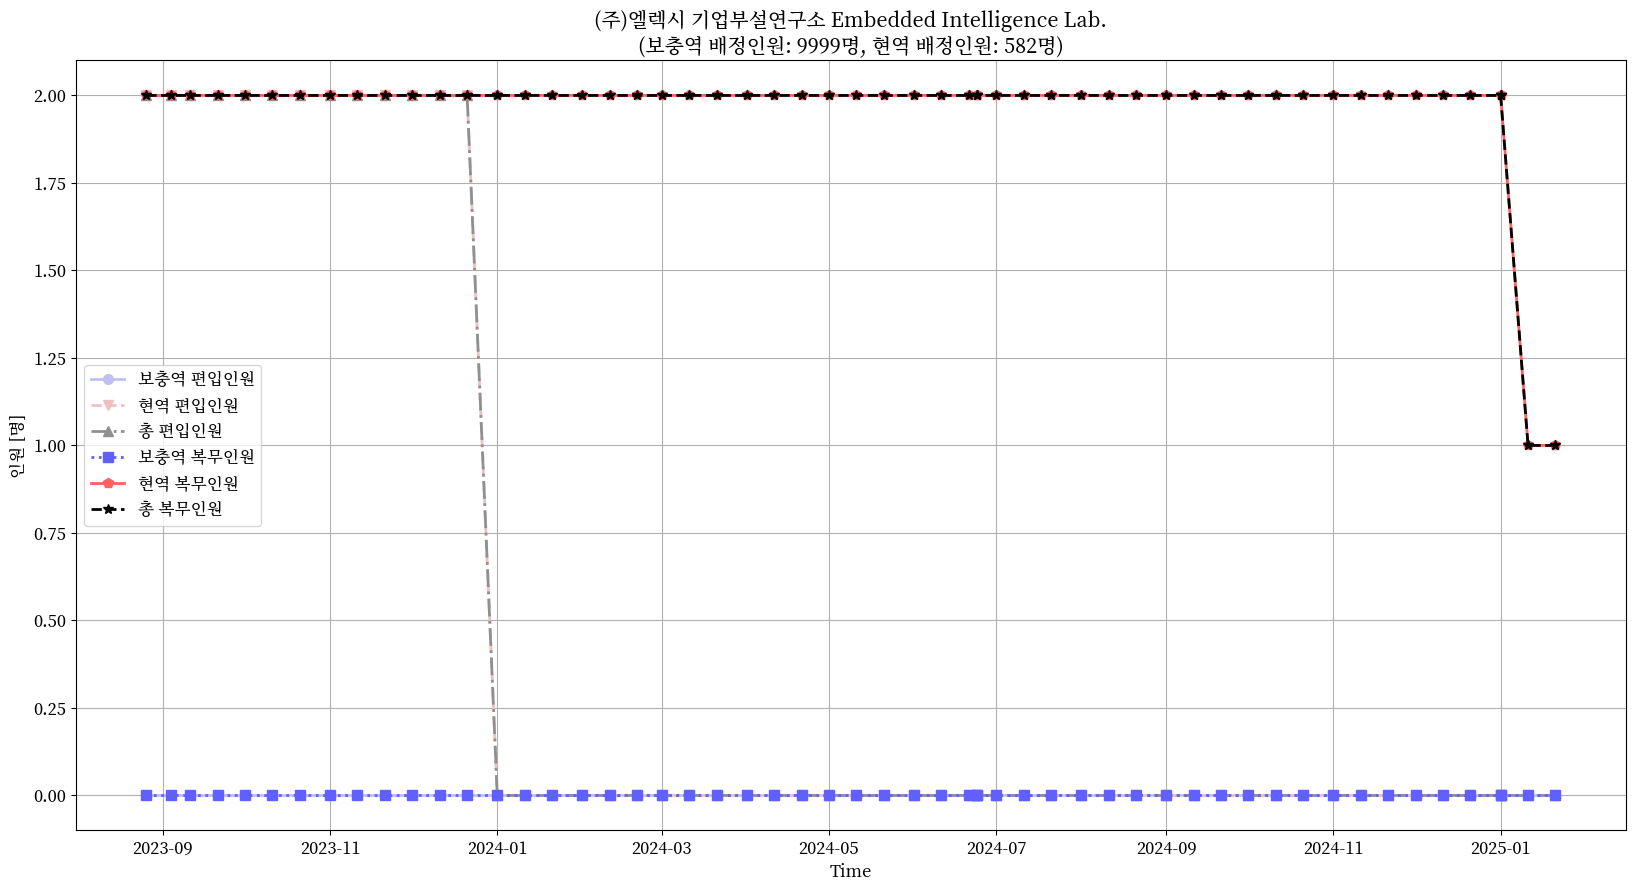 (주)엘렉시 기업부설연구소 Embedded Intelligence Lab.
(보충역 배정인원: 9999명, 현역 배정인원: 582명)
인원 [명]
2.00
1.75
1.50
1.25
1.00
0.75
0.50
0.25
0.00
보충역 편입인원
현역 편입인원
총 편입인원
보충역 복무인원
현역 복무인원
총 복무인원
2023-09
2023-11
2024-01
2024-03
2024-05
2024-07
2024-09
2024-11
2025-01
Time